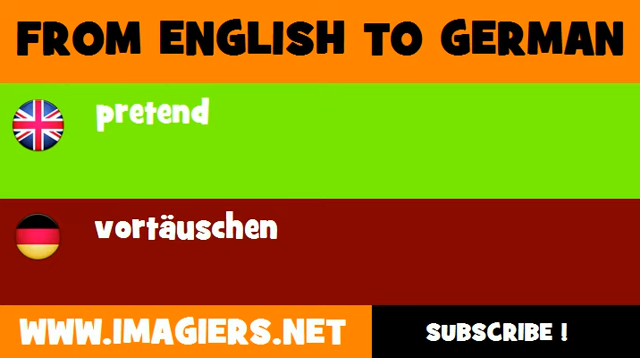 FROM ENGLISH TO GERMAN
pretend
vortäuschen
WWW.IMAGIERS.NET
SUBSCRIBE !